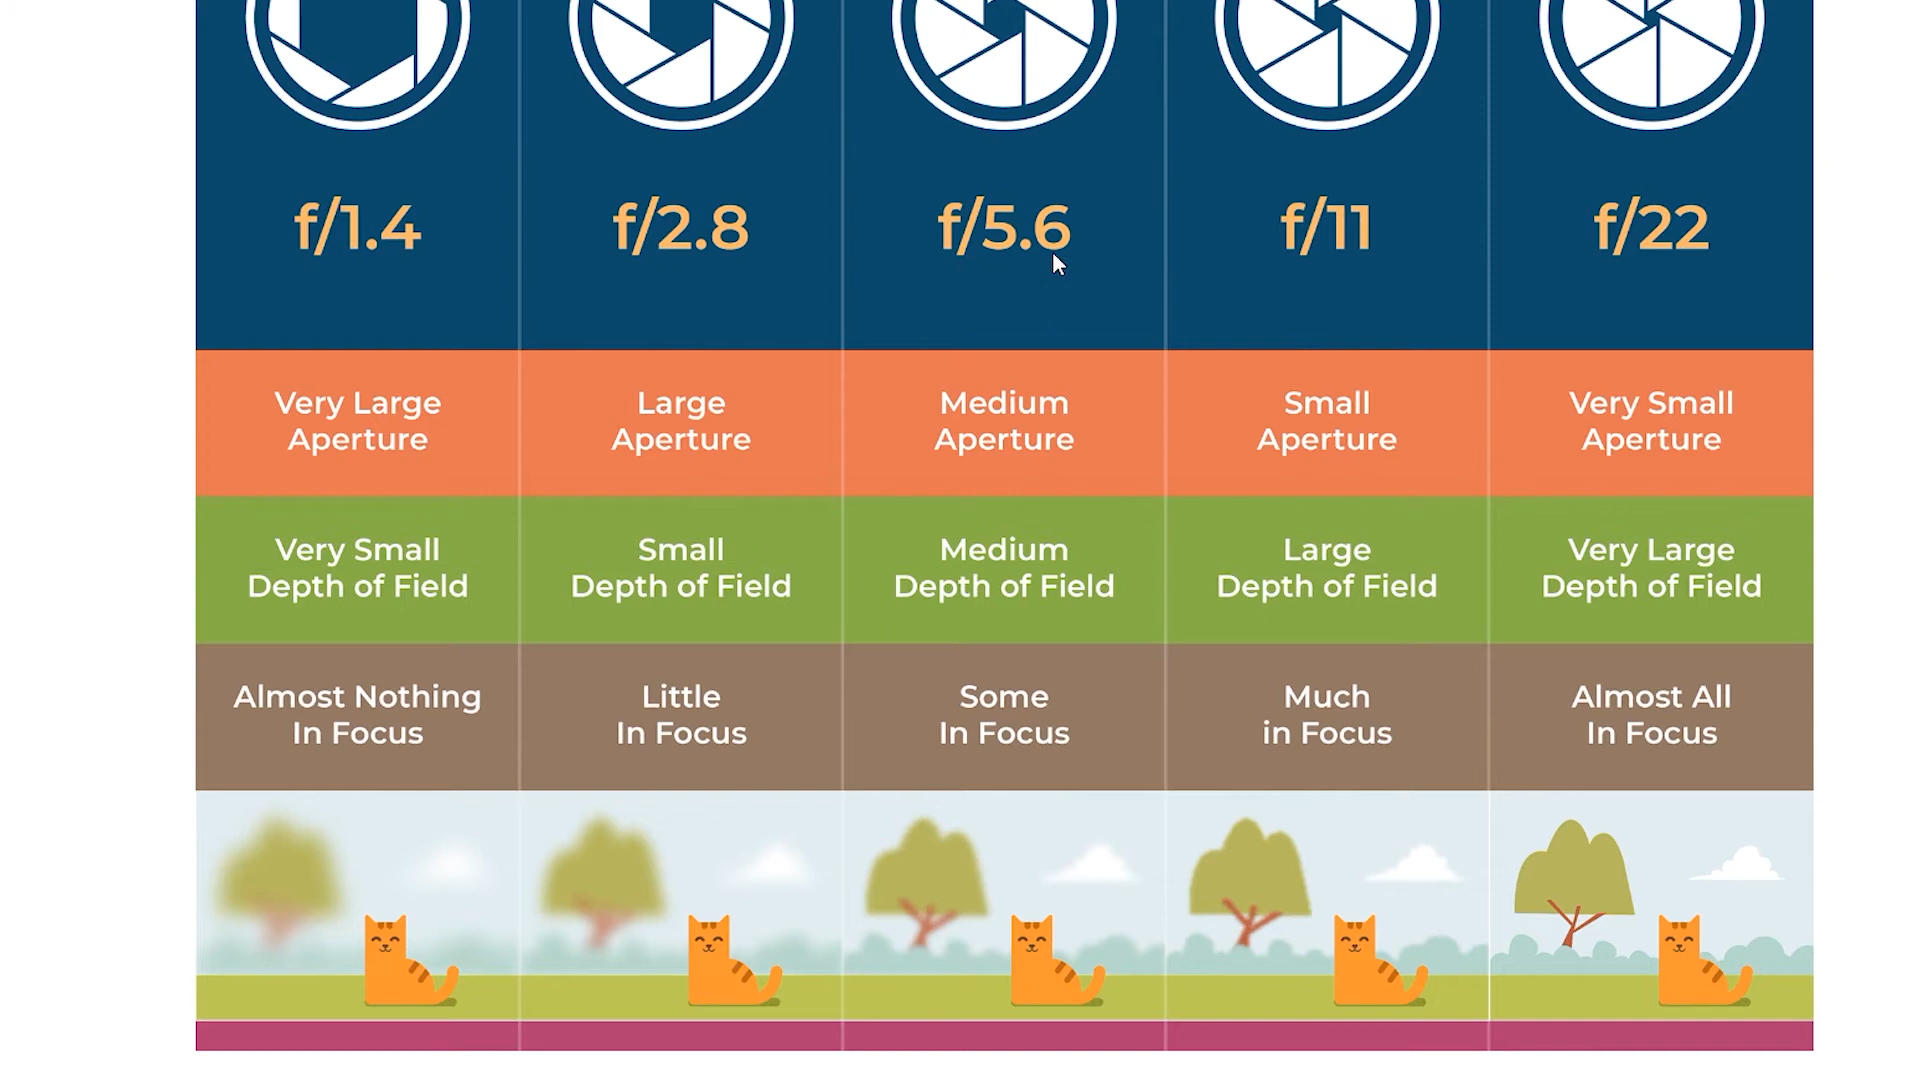 f/1.4
f/2.8
f/5.6
f/11
f/22
Very Large
Aperture
Large
Aperture
Medium
Aperture
Small
Aperture
Very Small
Aperture
Very Small
Depth of Field
Small
Depth of Field
Medium
Depth of Field
Large
Depth of Field
Very Large
Depth of Field
Almost Nothing
In Focus
Little
In Focus
Some
In Focus
Much
in Focus
Almost All
In Focus